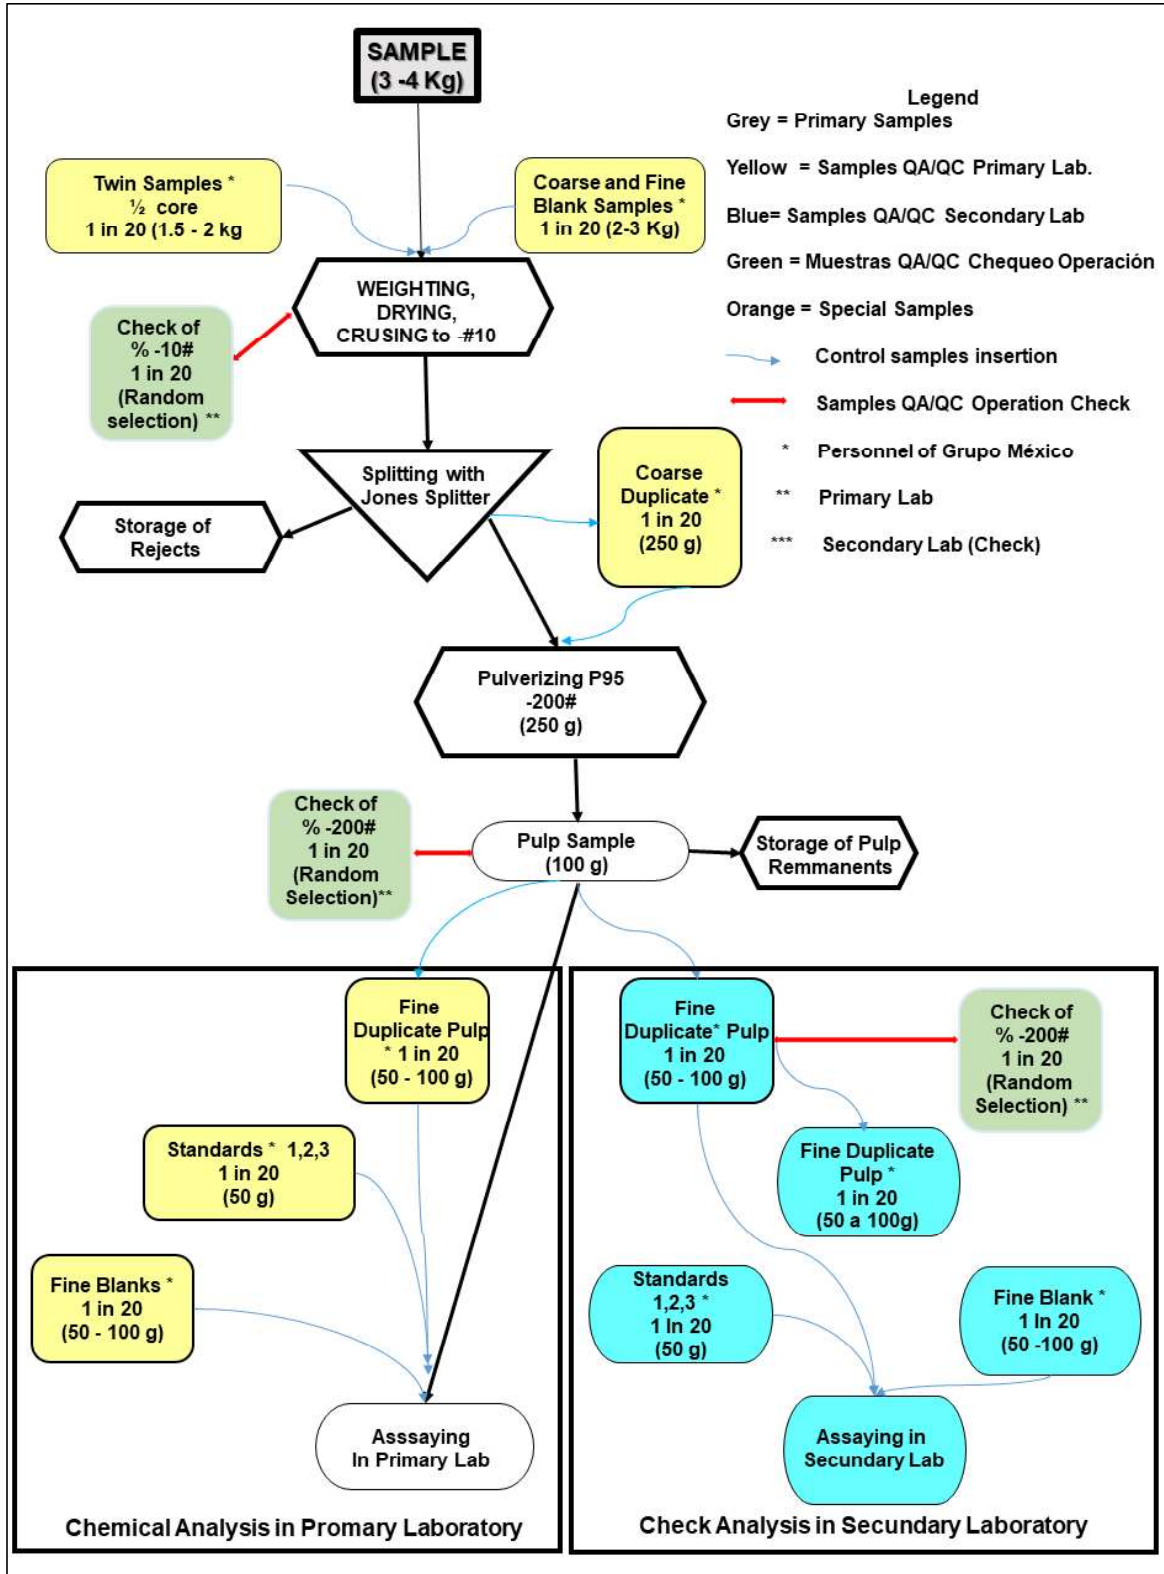 SAMPLE
(3 -4 Kg)
Legend
Grey = Primary Samples
Yellow = Samples QA/QC Primary Lab.
Blue= Samples QA/QC Secondary Lab
Green = Muestras QA/QC Chequeo Operación
Orange = Special Samples
Control samples insertion
Samples QA/QC Operation Check
* Personnel of Grupo México
** Primary Lab
*** Secondary Lab (Check)
Twin Samples *
½ core
1 in 20 (1.5 - 2 kg
Coarse and Fine
Blank Samples *
1 in 20 (2-3 Kg)
WEIGHTING,
DRYING,
CRUSING to -#10
Check of
% -10#
1 in 20
(Random
selection) **
Splitting with
Jones Splitter
Storage of
Rejects
Coarse
Duplicate *
1 in 20
(250 g)
Pulverizing P95
-200#
(250 g)
Check of
% -200#
1 in 20
(Random
Selection)**
Pulp Sample
(100 g)
Storage of Pulp
Remmanents
Fine
Duplicate Pulp
* 1 in 20
(50 - 100 g)
Standards * 1,2,3
1 in 20
(50 g)
Fine Blanks *
1 in 20
(50 - 100 g)
Asssaying
In Primary Lab
Chemical Analysis in Promary Laboratory
Fine
Duplicate* Pulp
1 in 20
(50 - 100 g)
Check of
% -200#
1 in 20
(Random
Selection) **
Fine Duplicate
Pulp *
1 in 20
(50 a 100g)
Standards
1,2,3 *
1 In 20
(50 g)
Fine Blank *
1 In 20
(50 -100 g)
Assaying in
Secundary Lab
Check Analysis in Secundary Laboratory